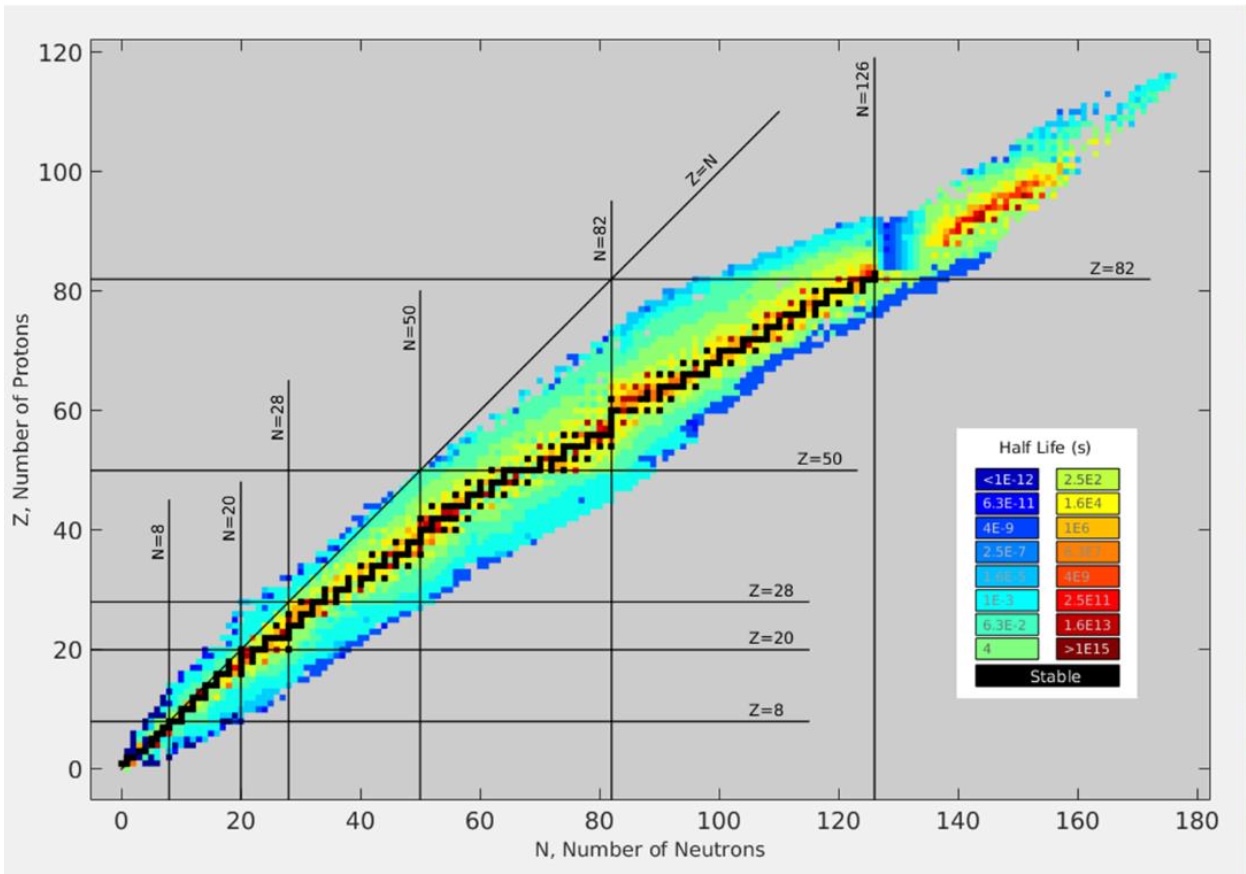 120
100
80
60
40
20
0
Z, Number of Protons
0 20 40 60 80 100 120 140 160 180
N, Number of Neutrons
N=8
N=20
N=28
N=50
N=82
N=126
Z=N
Z=82
Z=50
Z=28
Z=20
Z=8
Half Life (s)
<1E-12 2.5E2
6.3E-11 1.6E4
4E-9 1E6
2.5E-7
1.6E-5 4E9
1E-3 2.5E11
6.3E-2 1.6E13
4 >1E15
Stable